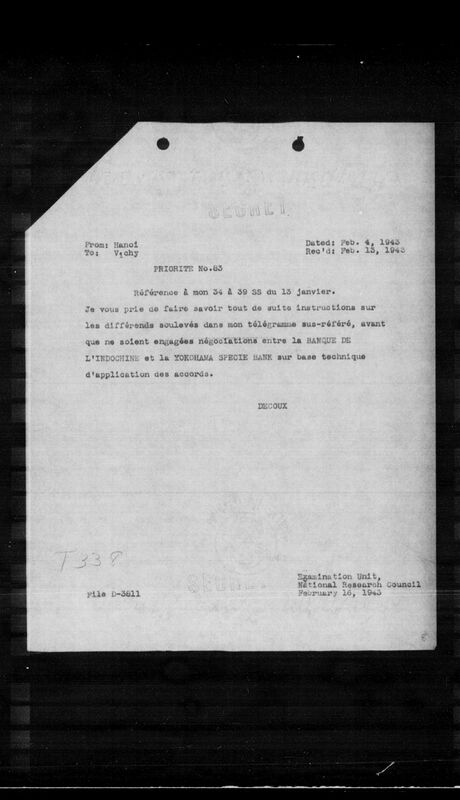 SECRET
From: Hanoi
To: Vichy
Dated: Feb. 4, 1943
Rec'd: Feb. 13, 1943
PRIORITE No.83
Référence à mon 34 à 39 SS du 13 janvier.
Je vous prie de faire savoir tout de suite instructions sur
les différends soulevés dans mon télégramme sus-référé, avant
que ne soient engagées négociations entre la BANQUE DE
L'INDOCHINE et la YOKOHAMA SPECIE BANK sur base technique
d'application des accords.
DECOUX
T338
SECRET
File D-3811
Examination Unit,
National Research Council
February 16, 1943
8